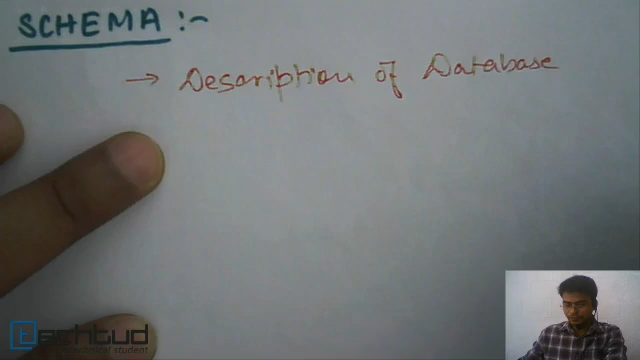 SCHEMA :-
→ Description of Database